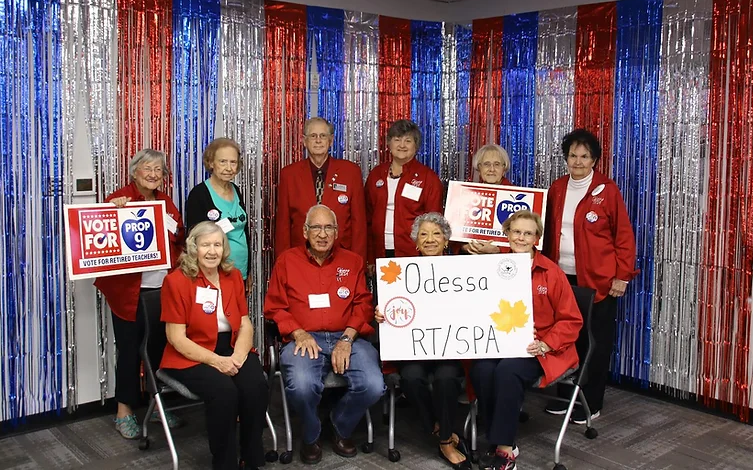 VOTE
FOR
PROP
9
VOTE FOR RETIRED TEACHERS!
VOTE
FOR
PROP
Odessa
joy
RT/SPA